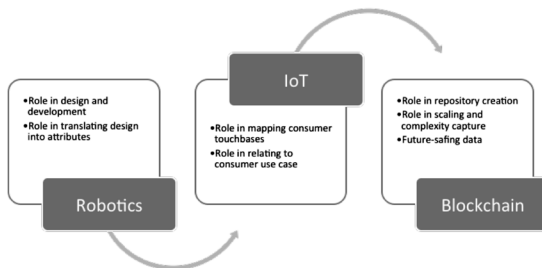 •Role in design and
development
•Role in translating design
into attributes
Robotics
IoT
•Role in mapping consumer
touchbases
•Role in relating to
consumer use case
•Role in repository creation
•Role in scaling and
complexity capture
•Future-safing data
Blockchain